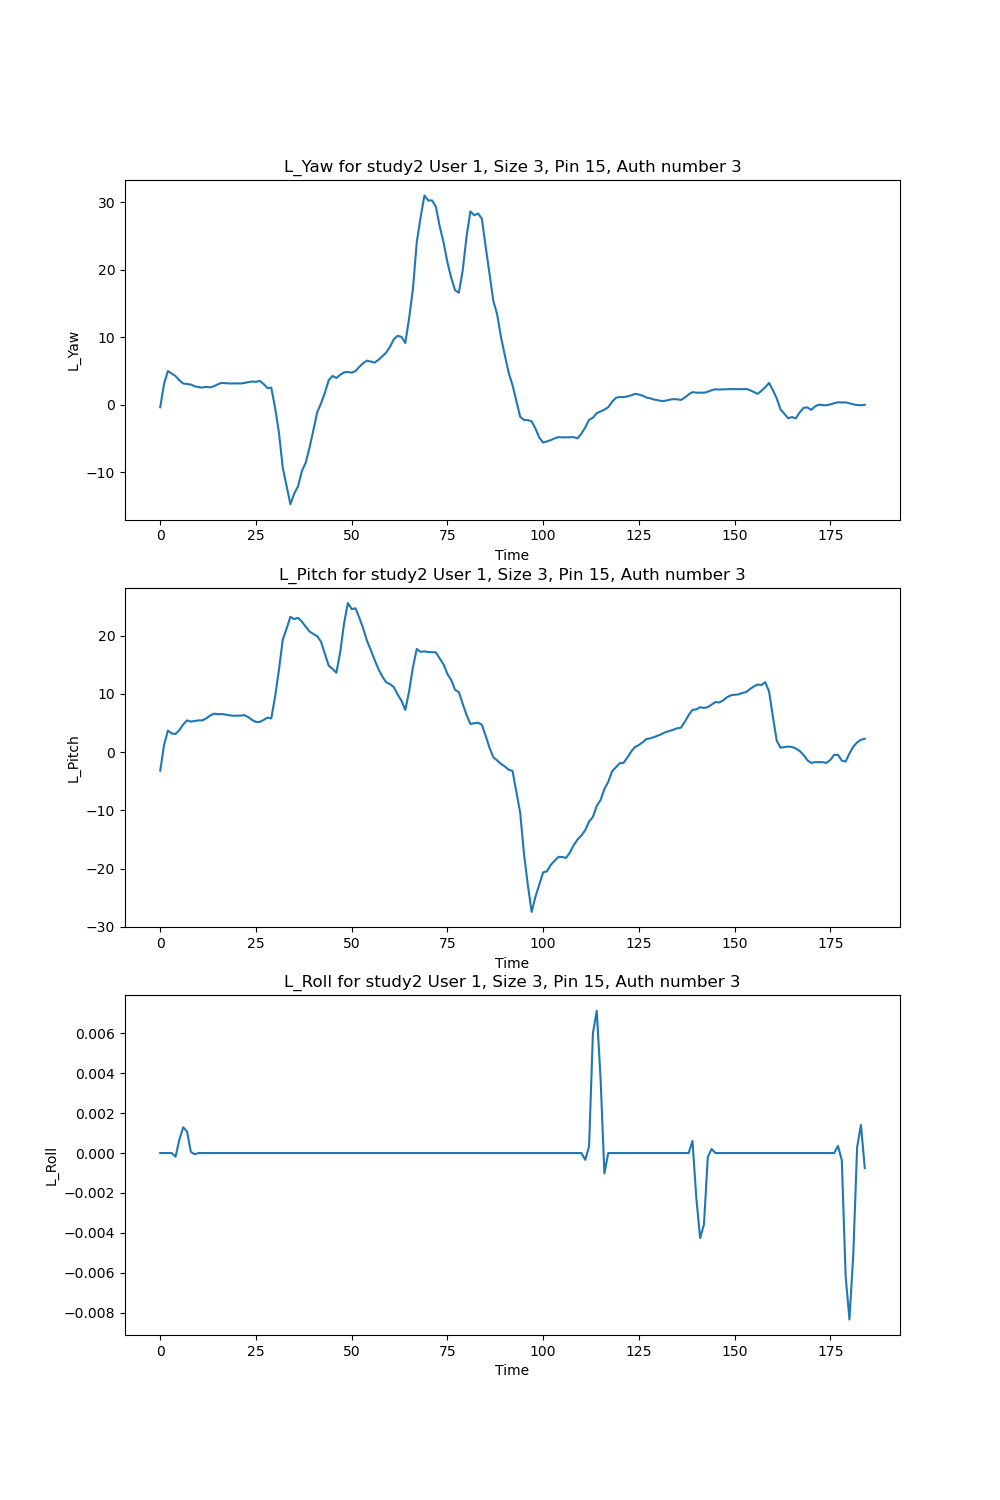 L_Yaw for study2 User 1, Size 3, Pin 15, Auth number 3
30
20
10
0
−10
L_Yaw
0 25 50 75 100 125 150 175
Time
L_Pitch for study2 User 1, Size 3, Pin 15, Auth number 3
20
10
0
−10
−20
−30
L_Pitch
0 25 50 75 100 125 150 175
Time
L_Roll for study2 User 1, Size 3, Pin 15, Auth number 3
0.006
0.004
0.002
0.000
−0.002
−0.004
−0.006
−0.008
L_Roll
0 25 50 75 100 125 150 175
Time